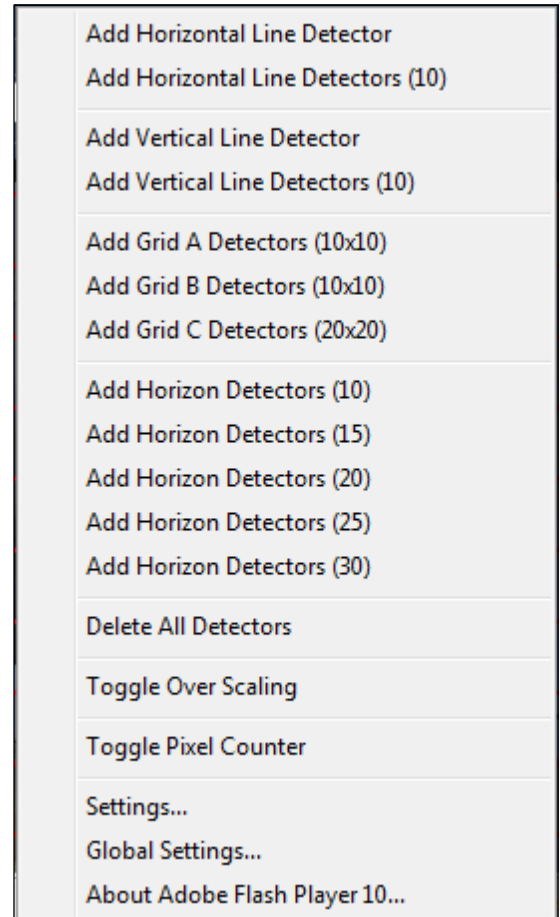 Add Horizontal Line Detector
Add Horizontal Line Detectors (10)
Add Vertical Line Detector
Add Vertical Line Detectors (10)
Add Grid A Detectors (10x10)
Add Grid B Detectors (10x10)
Add Grid C Detectors (20x20)
Add Horizon Detectors (10)
Add Horizon Detectors (15)
Add Horizon Detectors (20)
Add Horizon Detectors (25)
Add Horizon Detectors (30)
Delete All Detectors
Toggle Over Scaling
Toggle Pixel Counter
Settings...
Global Settings...
About Adobe Flash Player 10...